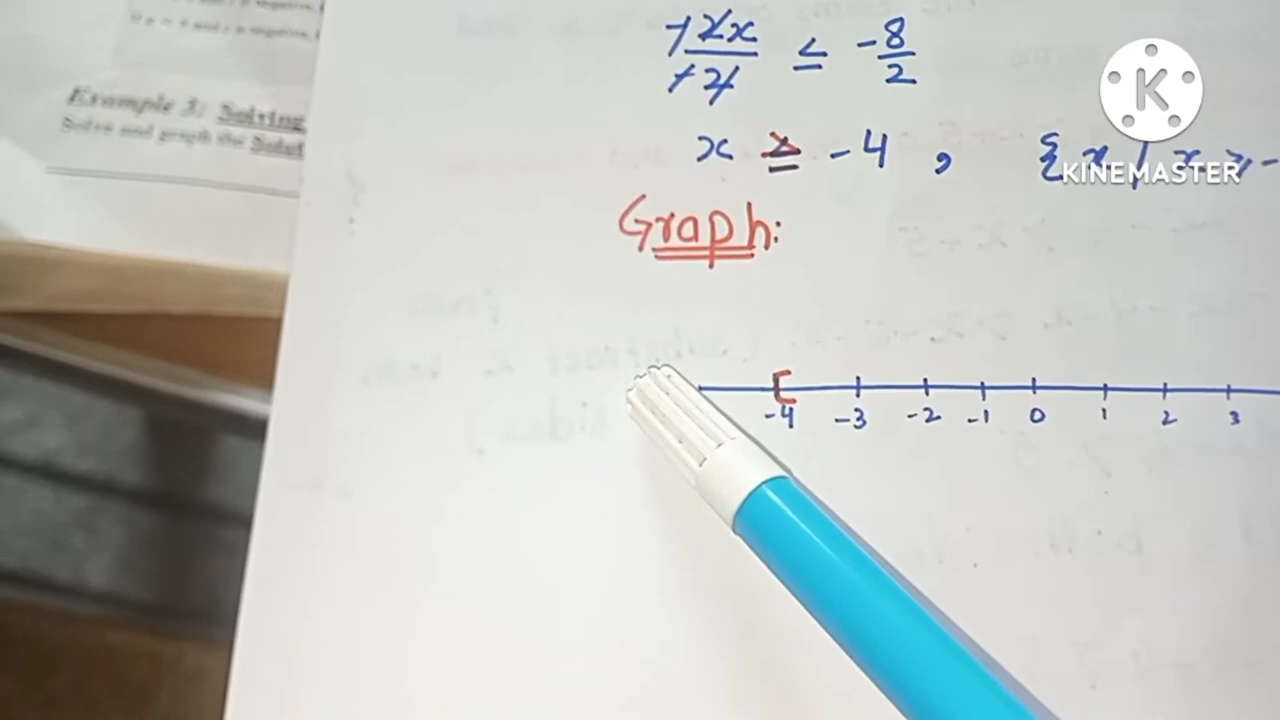 -2x/-2 ≤ -8/2
x ≥ -4 , { x | x ≥ -
K
KINEMASTER
Graph:
-4 -3 -2 -1 0 1 2 3
Example 3: Solving
Solve and graph the Solut